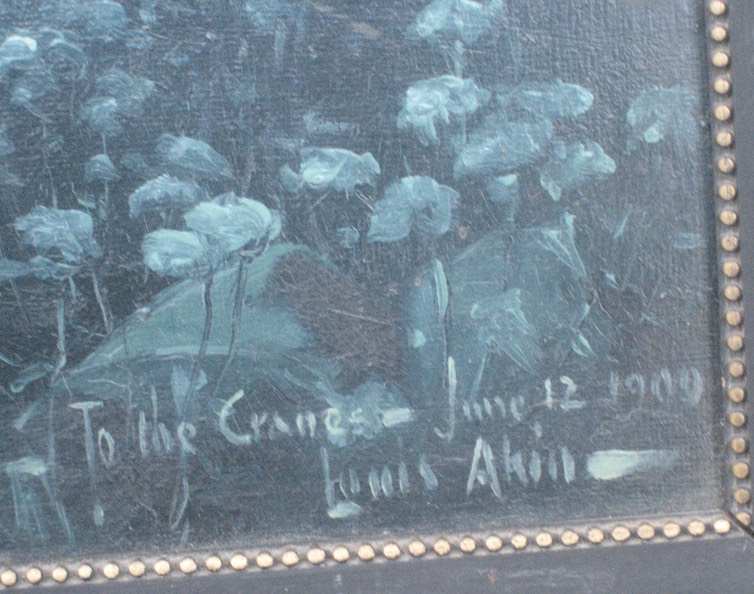 To the Cranes - June, 12 1909
Louis Akin